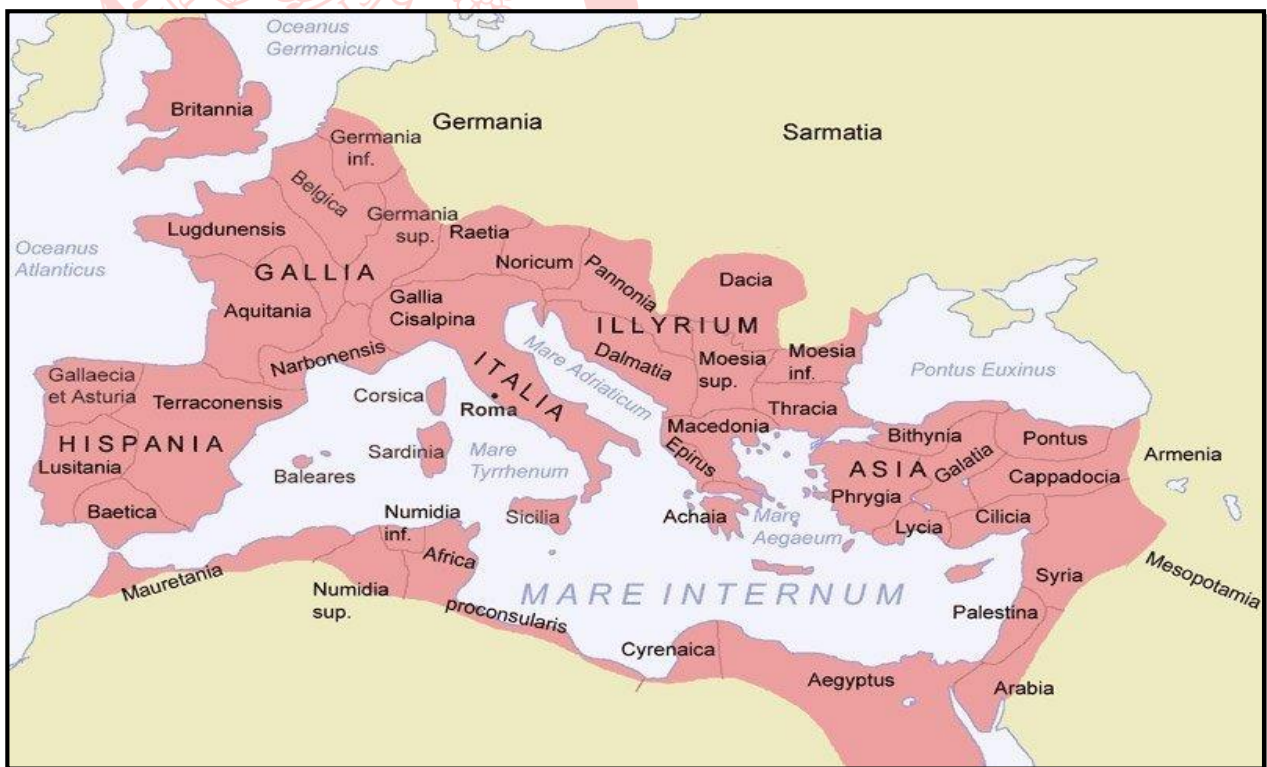 Oceanus
Germanicus
Britannia
Germania
Sarmatia
Germania
inf.
Belgica
Lugdunensis
Germania
sup.
Raetia
Oceanus
Atlanticus
GALLIA
Noricum
Pannonia
Dacia
Aquitania
Gallia
Cisalpina
ILLYRIUM
Narbonensis
ITALIA
Mare Adriaticum
Dalmatia
Moesia
sup.
Moesia
inf.
Pontus Euxinus
Gallaecia
et Asturia
Terraconensis
Corsica
Roma
Thracia
Macedonia
Bithynia
Pontus
HISPANIA
Lusitania
Sardinia
Mare
Tyrrhenum
Epirus
ASIA
Galatia
Armenia
Baleares
Cappadocia
Phrygia
Baetica
Numidia
inf.
Sicilia
Achaia
Mare
Aegaeum
Lycia
Cilicia
Africa
Mauretania
Numidia
sup.
proconsularis
MARE INTERNUM
Syria
Mesopotamia
Palestina
Cyrenaica
Aegyptus
Arabia